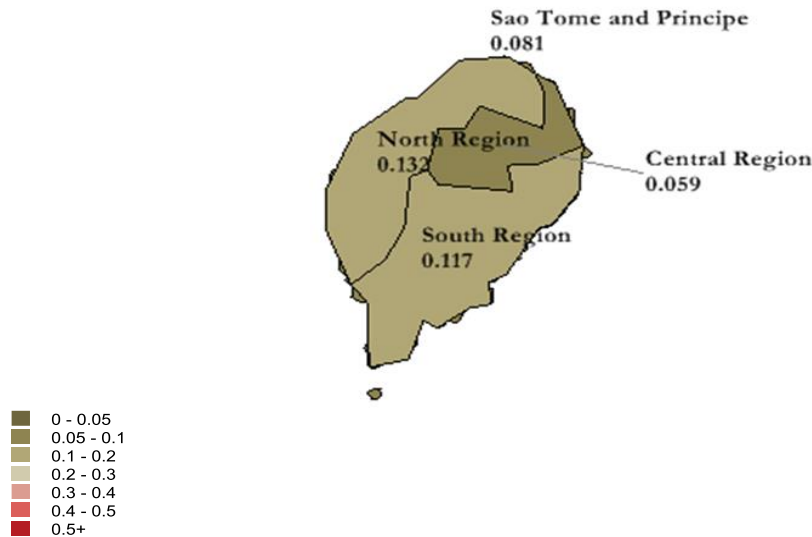 Sao Tome and Principe
0.081
North Region
0.132
Central Region
0.059
South Region
0.117
0 - 0.05
0.05 - 0.1
0.1 - 0.2
0.2 - 0.3
0.3 - 0.4
0.4 - 0.5
0.5+